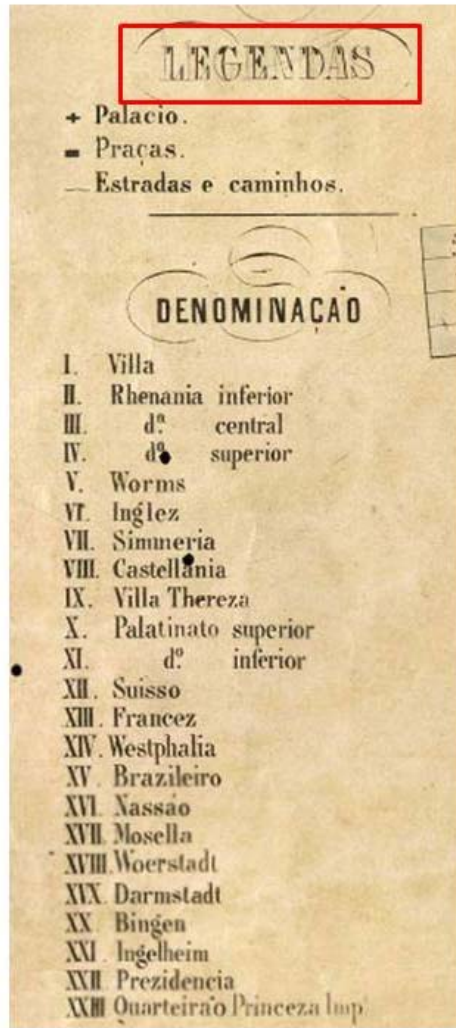 LEGENDAS
+ Palacio.
- Praças.
— Estradas e caminhos.
DENOMINAÇÃO
I. Villa
II. Rhenania inferior
III. dº central
IV. dº superior
V. Worms
VI. Inglez
VII. Simmeria
VIII. Castellania
IX. Villa Thereza
X. Palatinato superior
XI. dº inferior
XII. Suisso
XIII. Francez
XIV. Westphalia
XV. Brazileiro
XVI. Nassáo
XVII. Mosella
XVIII. Woerstadt
XIX. Darmstadt
XX. Bingen
XXI. Ingelheim
XXII. Prezidencia
XXIII Quarteirão Princeza Imp.